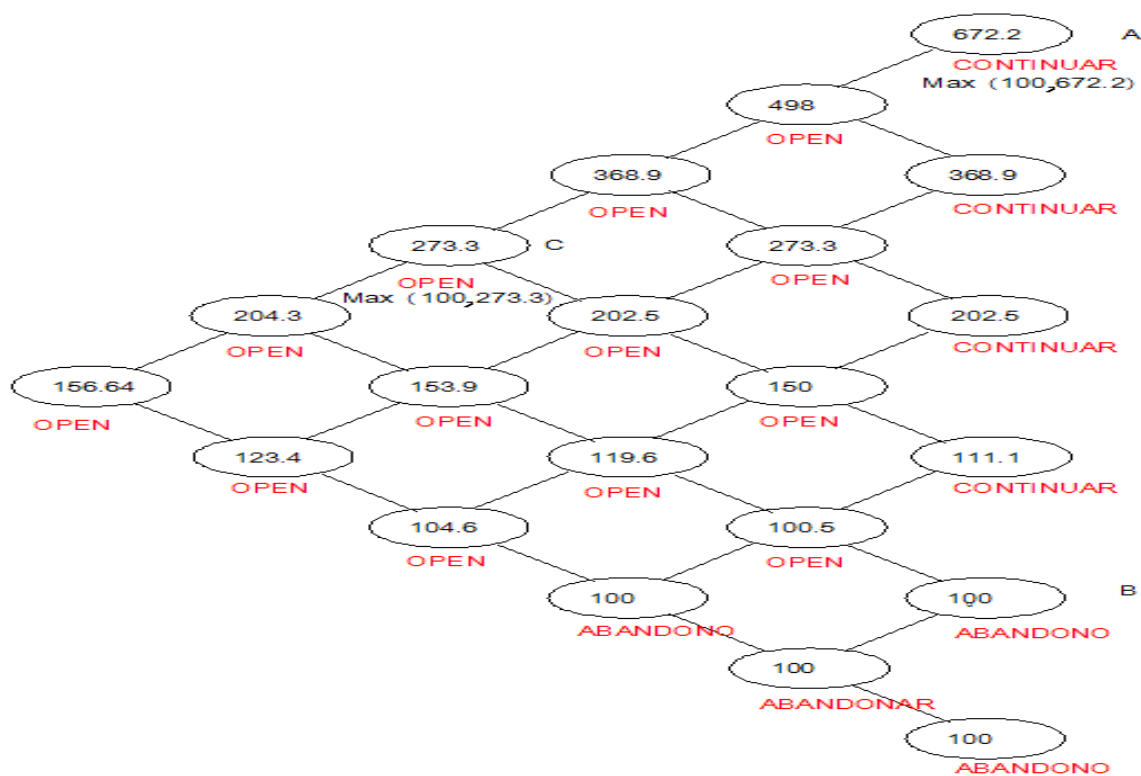 672.2 A
CONTINUAR
Max (100,672.2)
498
OPEN
368.9 368.9
OPEN CONTINUAR
273.3 C 273.3
OPEN OPEN
Max (100,273.3)
204.3 202.5 202.5
OPEN OPEN CONTINUAR
156.64 153.9 150
OPEN OPEN OPEN
123.4 119.6 111.1
OPEN OPEN CONTINUAR
104.6 100.5
OPEN OPEN
100 100 B
ABANDONO ABANDONO
100
ABANDONAR
100
ABANDONO